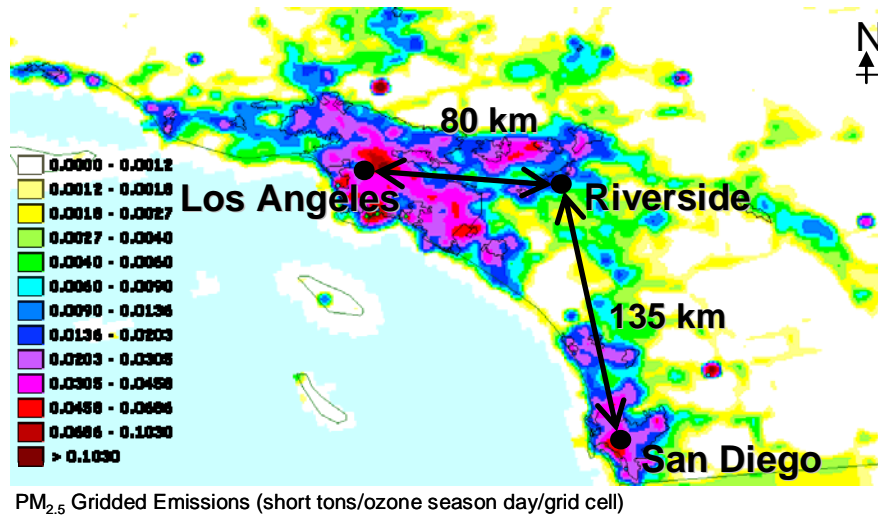 N
80 km
Los Angeles
Riverside
135 km
San Diego
0.0000 - 0.0012
0.0012 - 0.0018
0.0018 - 0.0027
0.0027 - 0.0040
0.0040 - 0.0060
0.0060 - 0.0090
0.0090 - 0.0136
0.0136 - 0.0203
0.0203 - 0.0305
0.0305 - 0.0458
0.0458 - 0.0686
0.0686 - 0.1030
> 0.1030
PM2.5 Gridded Emissions (short tons/ozone season day/grid cell)